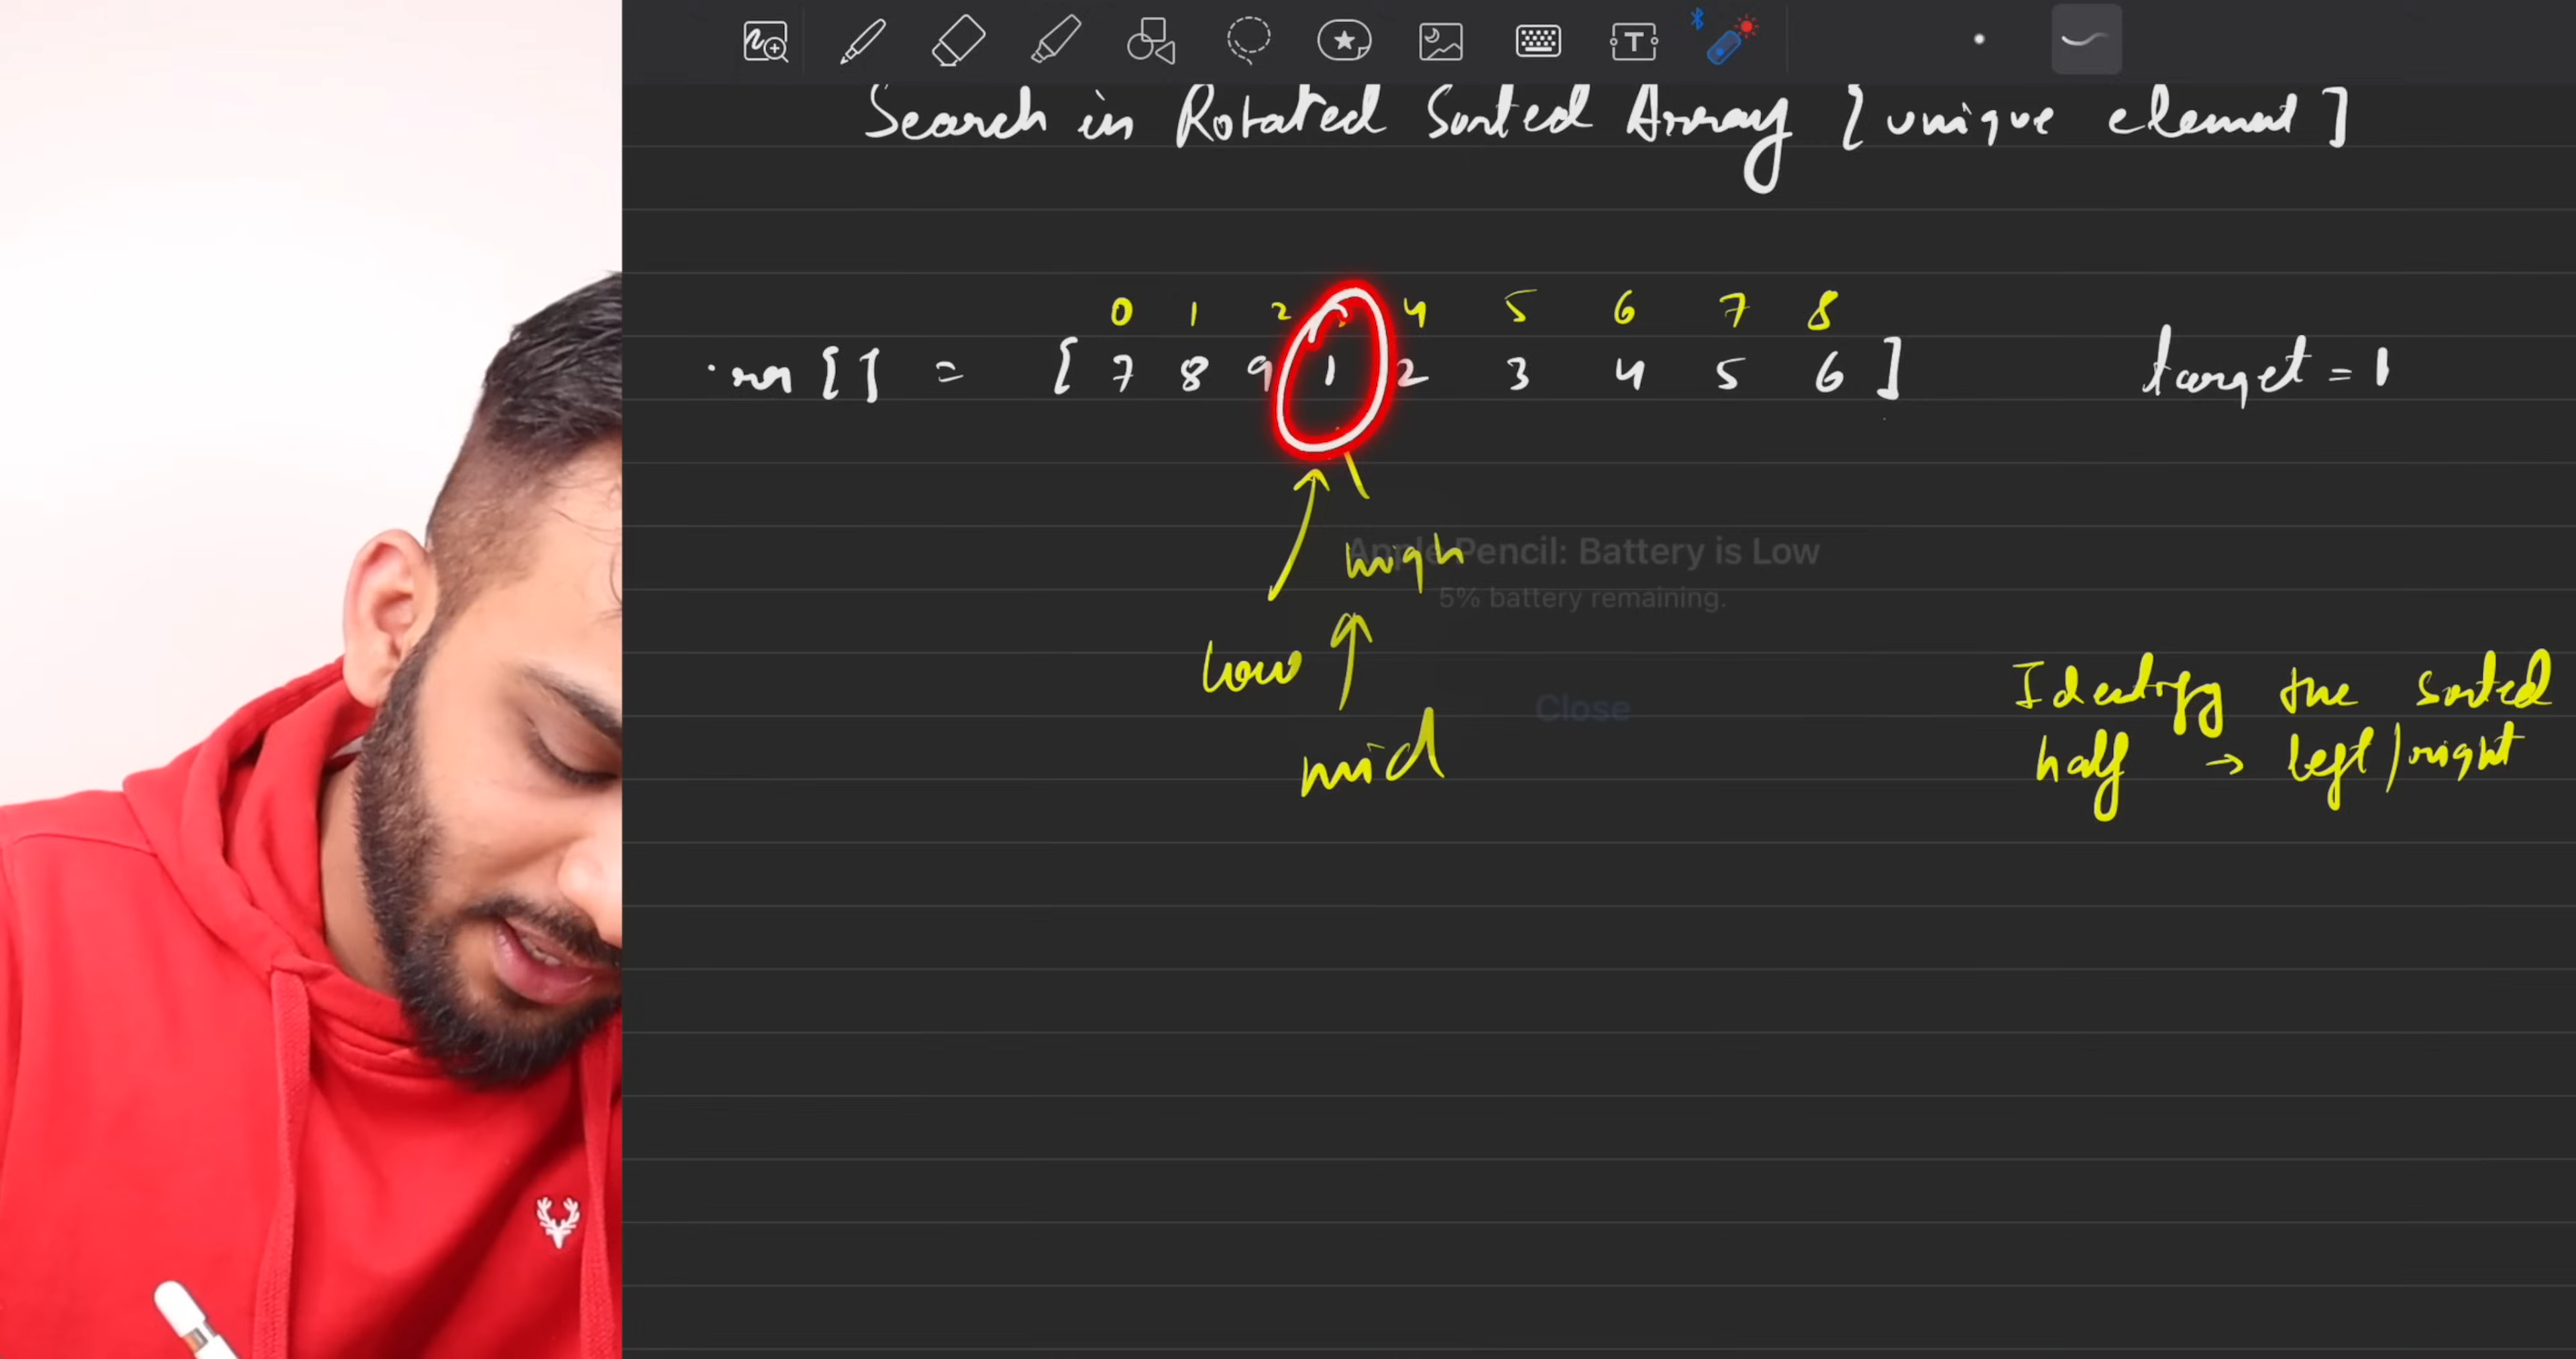 Search in Rotated Sorted Array [unique element]
0 1 2 4 5 6 7 8
arr[] = [ 7 8 9 1 2 3 4 5 6 ] target = 1
high
Apple Pencil: Battery is Low
5% battery remaining.
low
Close
mid
Identify the sorted
half → left/right